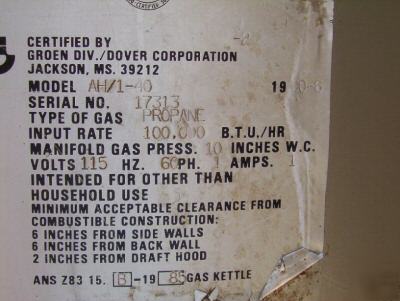 CERTIFIED BY
GROEN DIV./DOVER CORPORATION
JACKSON, MS. 39212
MODEL AH/1-40
SERIAL NO. 17313
TYPE OF GAS PROPANE
INPUT RATE 100,000 B.T.U./HR
MANIFOLD GAS PRESS. 10 INCHES W.C.
VOLTS 115 HZ. 60 PH. 1 AMPS. 1
INTENDED FOR OTHER THAN
HOUSEHOLD USE
MINIMUM ACCEPTABLE CLEARANCE FROM
COMBUSTIBLE CONSTRUCTION:
6 INCHES FROM SIDE WALLS
6 INCHES FROM BACK WALL
2 INCHES FROM DRAFT HOOD
ANS Z83 15. B-19 85 GAS KETTLE